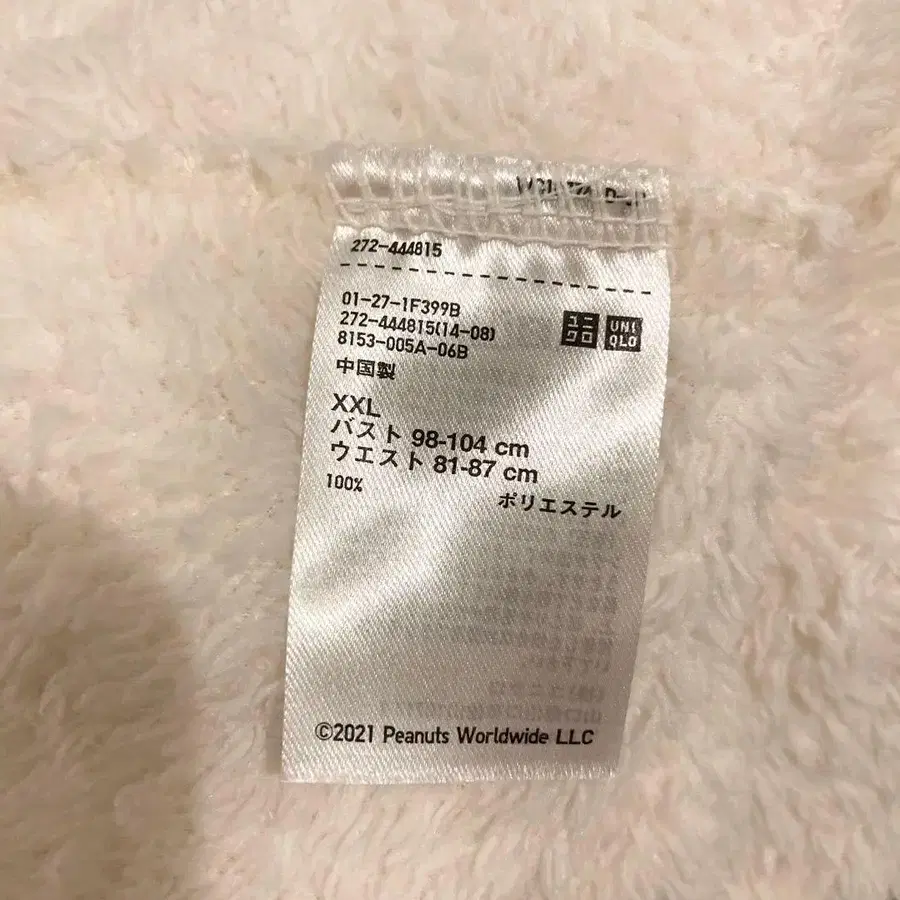 272-444815
01-27-1F399B
272-444815(14-08)
8153-005A-06B
ユニ
クロ
UNI
QLO
中国製
XXL
バスト 98-104 cm
ウエスト 81-87 cm
100% ポリエステル
©2021 Peanuts Worldwide LLC